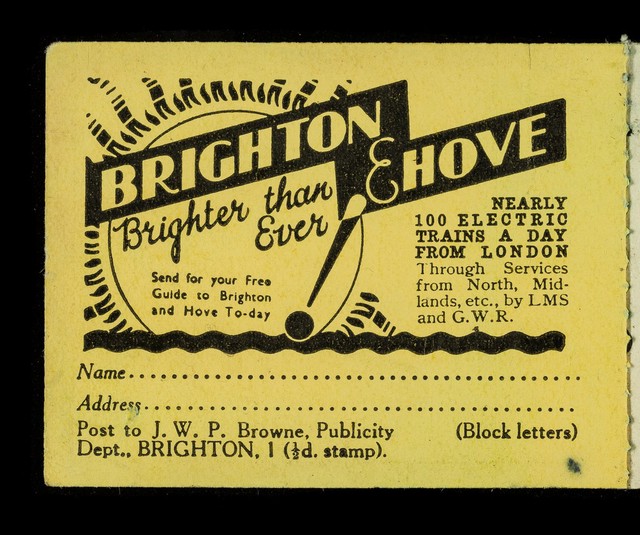 BRIGHTON
& HOVE
Brighter than
Ever
Send for your Free
Guide to Brighton
and Hove To-day
NEARLY
100 ELECTRIC
TRAINS A DAY
FROM LONDON
Through Services
from North, Mid-
lands, etc., by LMS
and G.W.R.
Name
Address
Post to J. W. P. Browne, Publicity (Block letters)
Dept., BRIGHTON, 1 (½d. stamp).